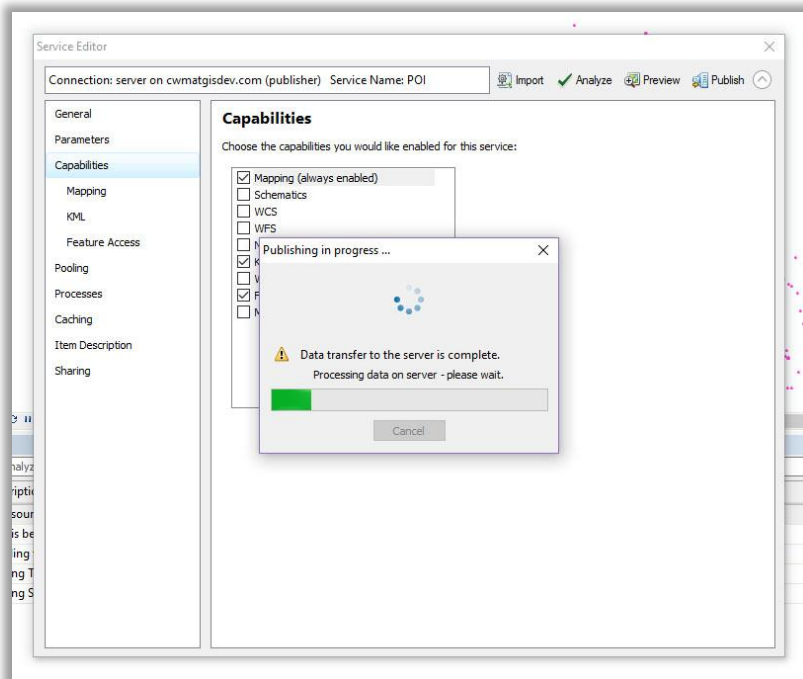 Service Editor
Connection: server on cwmatgisdev.com (publisher) Service Name: POI
Import
Analyze
Preview
Publish
General
Parameters
Capabilities
Mapping
KML
Feature Access
Pooling
Processes
Caching
Item Description
Sharing
Capabilities
Choose the capabilities you would like enabled for this service:
Mapping (always enabled)
Schematics
WCS
WFS
Publishing in progress ...
Data transfer to the server is complete.
Processing data on server - please wait.
Cancel